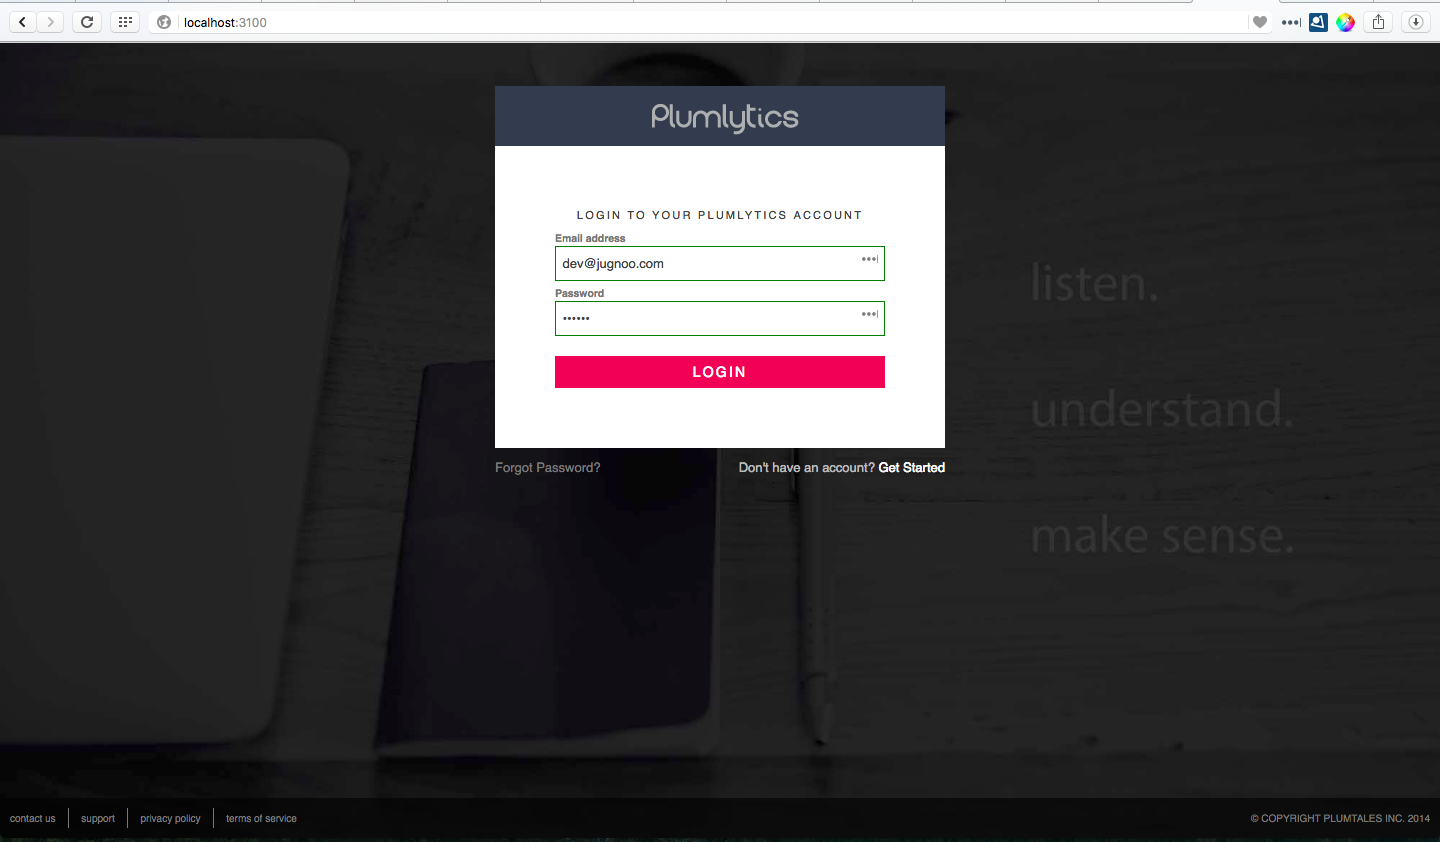 localhost:3100
Plumlytics
LOGIN TO YOUR PLUMLYTICS ACCOUNT
Email address
dev@jugnoo.com
Password
••••••
LOGIN
Forgot Password?
Don't have an account? Get Started
listen.
understand.
make sense.
contact us
support
privacy policy
terms of service
© COPYRIGHT PLUMTALES INC. 2014